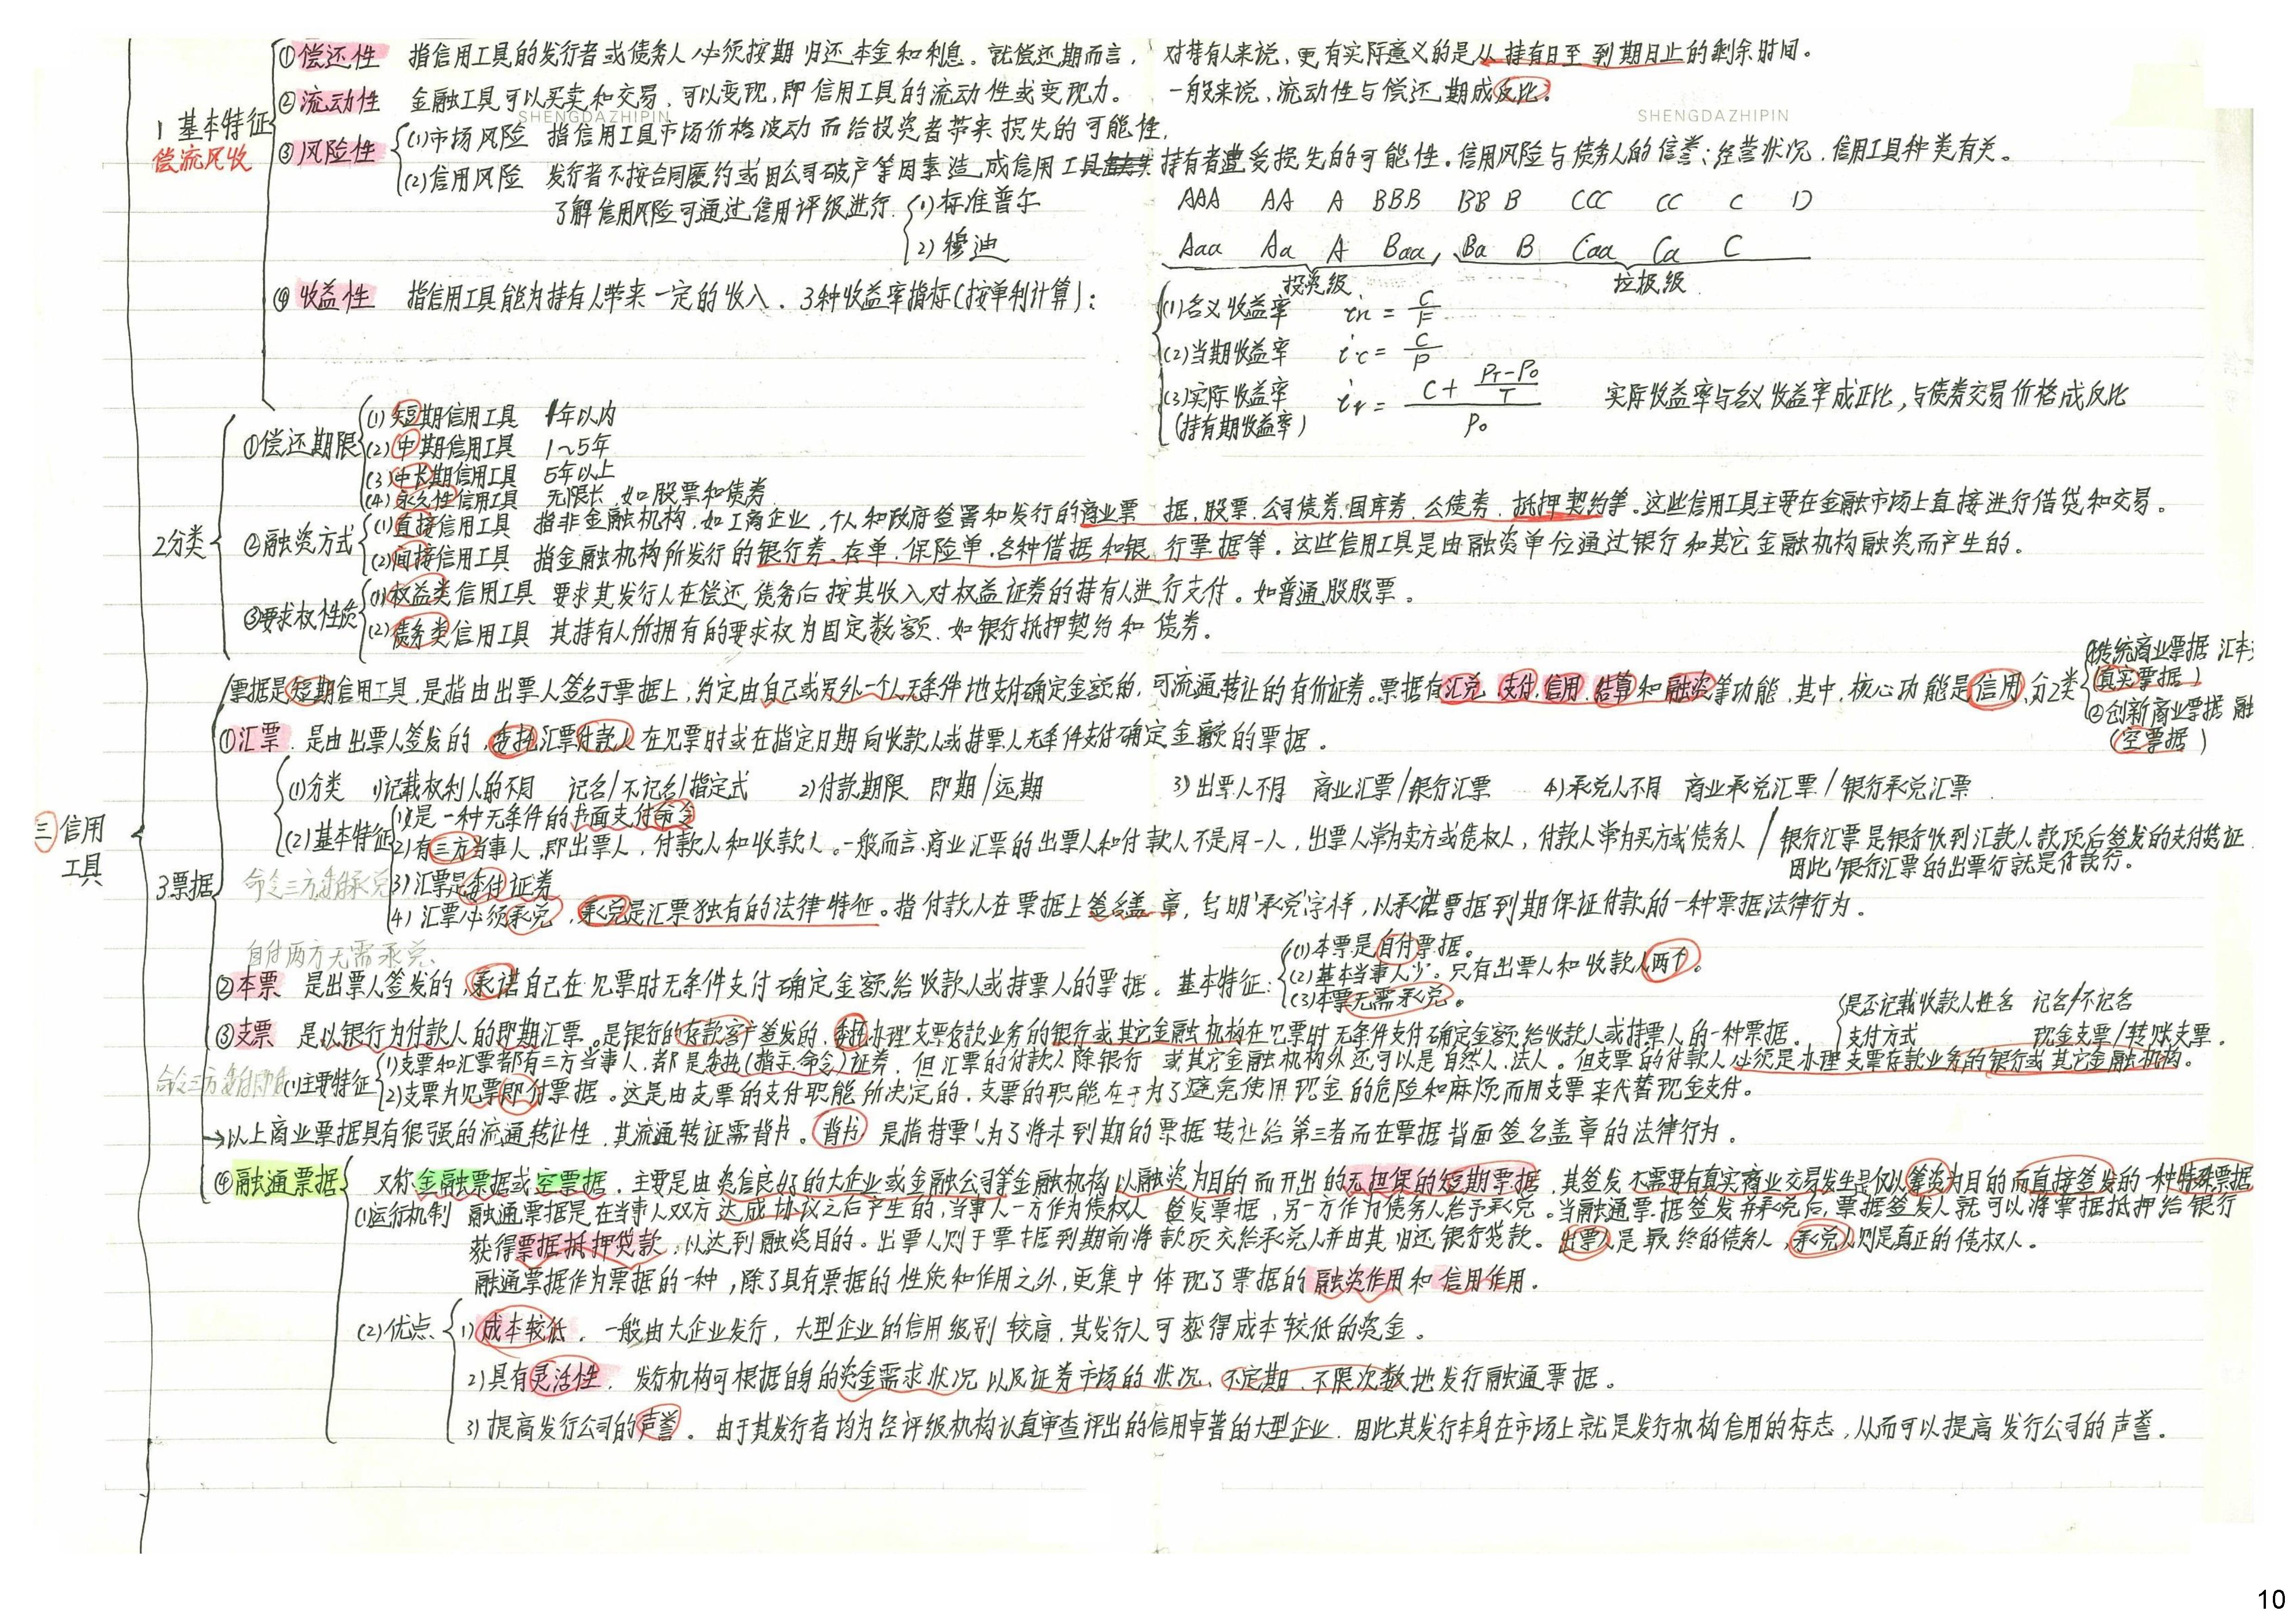 ①偿还性 指信用工具的发行者或债务人必须按期归还本金和利息。就偿还期而言，对持有人来说，更有实际意义的是从持有日至到期日止的剩余时间。
②流动性 金融工具可以买卖和交易，可以变现，即信用工具的流动性或变现力。一般来说，流动性与偿还期成反比。
SHENGDAZHIPIN SHENGDAZHIPIN
1 基本特征
偿流风收
③风险性
(1)市场风险 指信用工具市场价格波动而给投资者带来损失的可能性，
(2)信用风险 发行者不按合同履约或因公司破产等因素造成信用工具持有者遭受损失的可能性。信用风险与债务人的信誉；经营状况，信用工具种类有关。
了解信用风险可通过信用评级进行.
1)标准普尔 AAA AA A BBB BB B CCC CC C D
2)穆迪 Aaa Aa A Baa, Ba B Caa Ca C
投资级 垃圾级
④收益性 指信用工具能为持有人带来一定的收入。3种收益率指标(按单利计算)：
(1)名义收益率 in = C/F
(2)当期收益率 ic = C/P
(3)实际收益率 ir = (C + (PT-P0)/T)/P0 实际收益率与名义收益率成正比，与债券交易价格成反比
(持有期收益率)
2分类
①偿还期限
(1)短期信用工具 1年以内
(2)中期信用工具 1~5年
(3)中长期信用工具 5年以上
(4)永久性信用工具 无限长，如股票和债券
②融资方式
(1)直接信用工具 指非金融机构，如工商企业，个人和政府签署和发行的商业票据，股票，公司债券，国库券，公债券，抵押契约等。这些信用工具主要在金融市场上直接进行借贷和交易。
(2)间接信用工具 指金融机构所发行的银行券、存单、保险单、各种借据和银行票据等。这些信用工具是由融资单位通过银行和其它金融机构融资而产生的。
③要求权性质
(1)权益类信用工具 要求其发行人在偿还债务后按其收入对权益证券的持有人进行支付。如普通股股票。
(2)债务类信用工具 其持有人所拥有的要求权为固定数额，如银行抵押契约和债券。
三 信用工具
3票据
票据是短期信用工具，是指由出票人签名于票据上，约定由自己或另外一个人无条件地支付确定金额的，可流通转让的有价证券。票据有汇兑、支付、信用、结算和融资等功能，其中，核心功能是信用，分2类
①传统商业票据 汇本
(真实票据)
②创新商业票据 融
(空票据)
①汇票 是由出票人签发的，委托汇票付款人在见票时或在指定日期向收款人或持票人无条件支付确定金额的票据。
(1)分类 1)记载权利人的不同 记名/不记名/指定式 2)付款期限 即期/远期 3)出票人不同 商业汇票/银行汇票 4)承兑人不同 商业承兑汇票/银行承兑汇票
(2)基本特征
1)是一种无条件的书面支付命令
2)有三方当事人，即出票人，付款人和收款人。一般而言，商业汇票的出票人和付款人不是同一人，出票人常为卖方或债权人，付款人常为买方或债务人/银行汇票是银行收到汇款人款项后签发的支付凭证
因此，银行汇票的出票行就是付款行。
命令三方委付承兑
3)汇票是委付证券
4)汇票必须承兑，承兑是汇票独有的法律特征。指付款人在票据上签名盖章，写明"承兑"字样，以承诺票据到期保证付款的一种票据法律行为。
自付两方无需承兑、
②本票 是出票人签发的，承诺自己在见票时无条件支付确定金额给收款人或持票人的票据。基本特征：
(1)本票是自付票据。
(2)基本当事人少。只有出票人和收款人两个。
(3)本票无需承兑。
③支票 是以银行为付款人的即期汇票。是银行的存款客户签发的，委托办理支票存款业务的银行或其它金融机构在见票时无条件支付确定金额给收款人或持票人的一种票据。
是否记载收款人姓名 记名/不记名
支付方式 现金支票/转账支票。
(1)主要特征
1)支票和汇票都有三方当事人，都是委托(指示、命令)证券，但汇票的付款人除银行或其它金融机构外还可以是自然人、法人。但支票的付款人必须是办理支票存款业务的银行或其它金融机构。
2)支票为见票即付票据。这是由支票的支付职能所决定的，支票的职能在于为了避免使用现金的危险和麻烦而用支票来代替现金支付。
→以上商业票据具有很强的流通转让性，其流通转证需背书。背书 是指持票人为了将未到期的票据转让给第三者而在票据背面签名盖章的法律行为。
④融通票据 又称金融票据或空票据，主要是由资信良好的大企业或金融公司等金融机构以融资为目的而开出的无担保的短期票据，其签发不需要有真实商业交易发生是仅以筹资为目的而直接签发的一种特殊票据
(1)运行机制 融通票据是在当事人双方达成协议之后产生的，当事人一方作为债权人签发票据，另一方作为债务人给予承兑。当融通票据签发并承兑后，票据签发人就可以将票据抵押给银行
获得票据抵押贷款，以达到融资目的。出票人则于票据到期前将款项交给承兑人并由其归还银行贷款。出票人是最终的债务人，承兑人则是真正的债权人。
融通票据作为票据的一种，除了具有票据的性质和作用之外，更集中体现了票据的融资作用和信用作用。
(2)优点、
1)成本较低。一般由大企业发行，大型企业的信用级别较高，其发行人可获得成本较低的资金。
2)具有灵活性。发行机构可根据自身的资金需求状况以及证券市场的状况、不定期、不限次数地发行融通票据。
3)提高发行公司的声誉。由于其发行者均为经评级机构认真审查评出的信用卓著的大型企业，因此其发行本身在市场上就是发行机构信用的标志，从而可以提高发行公司的声誉。
10